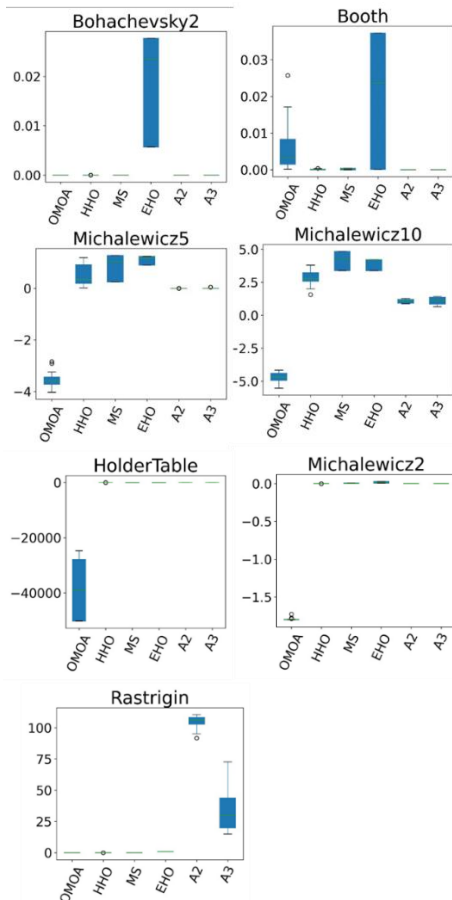 Bohachevsky2
0.02
0.01
0.00
OMOA HHO MS EHO A2 A3
Booth
0.03
0.02
0.01
0.00
OMOA HHO MS EHO A2 A3
Michalewicz5
0
−2
−4
OMOA HHO MS EHO A2 A3
Michalewicz10
5.0
2.5
0.0
−2.5
−5.0
OMOA HHO MS EHO A2 A3
HolderTable
0
−20000
−40000
OMOA HHO MS EHO A2 A3
Michalewicz2
0.0
−0.5
−1.0
−1.5
OMOA HHO MS EHO A2 A3
Rastrigin
100
75
50
25
0
OMOA HHO MS EHO A2 A3